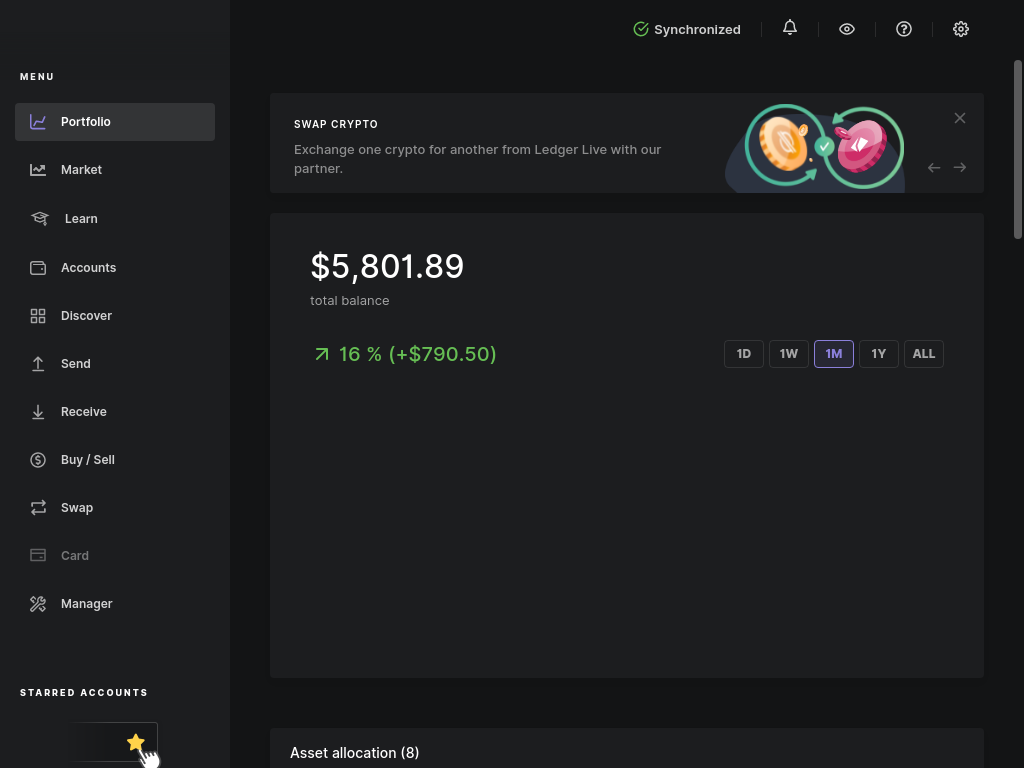 Synchronized
MENU
Portfolio
Market
Learn
Accounts
Discover
Send
Receive
Buy / Sell
Swap
Card
Manager
STARRED ACCOUNTS
SWAP CRYPTO
Exchange one crypto for another from Ledger Live with our
partner.
$5,801.89
total balance
16 % (+$790.50)
1D 1W 1M 1Y ALL
Asset allocation (8)